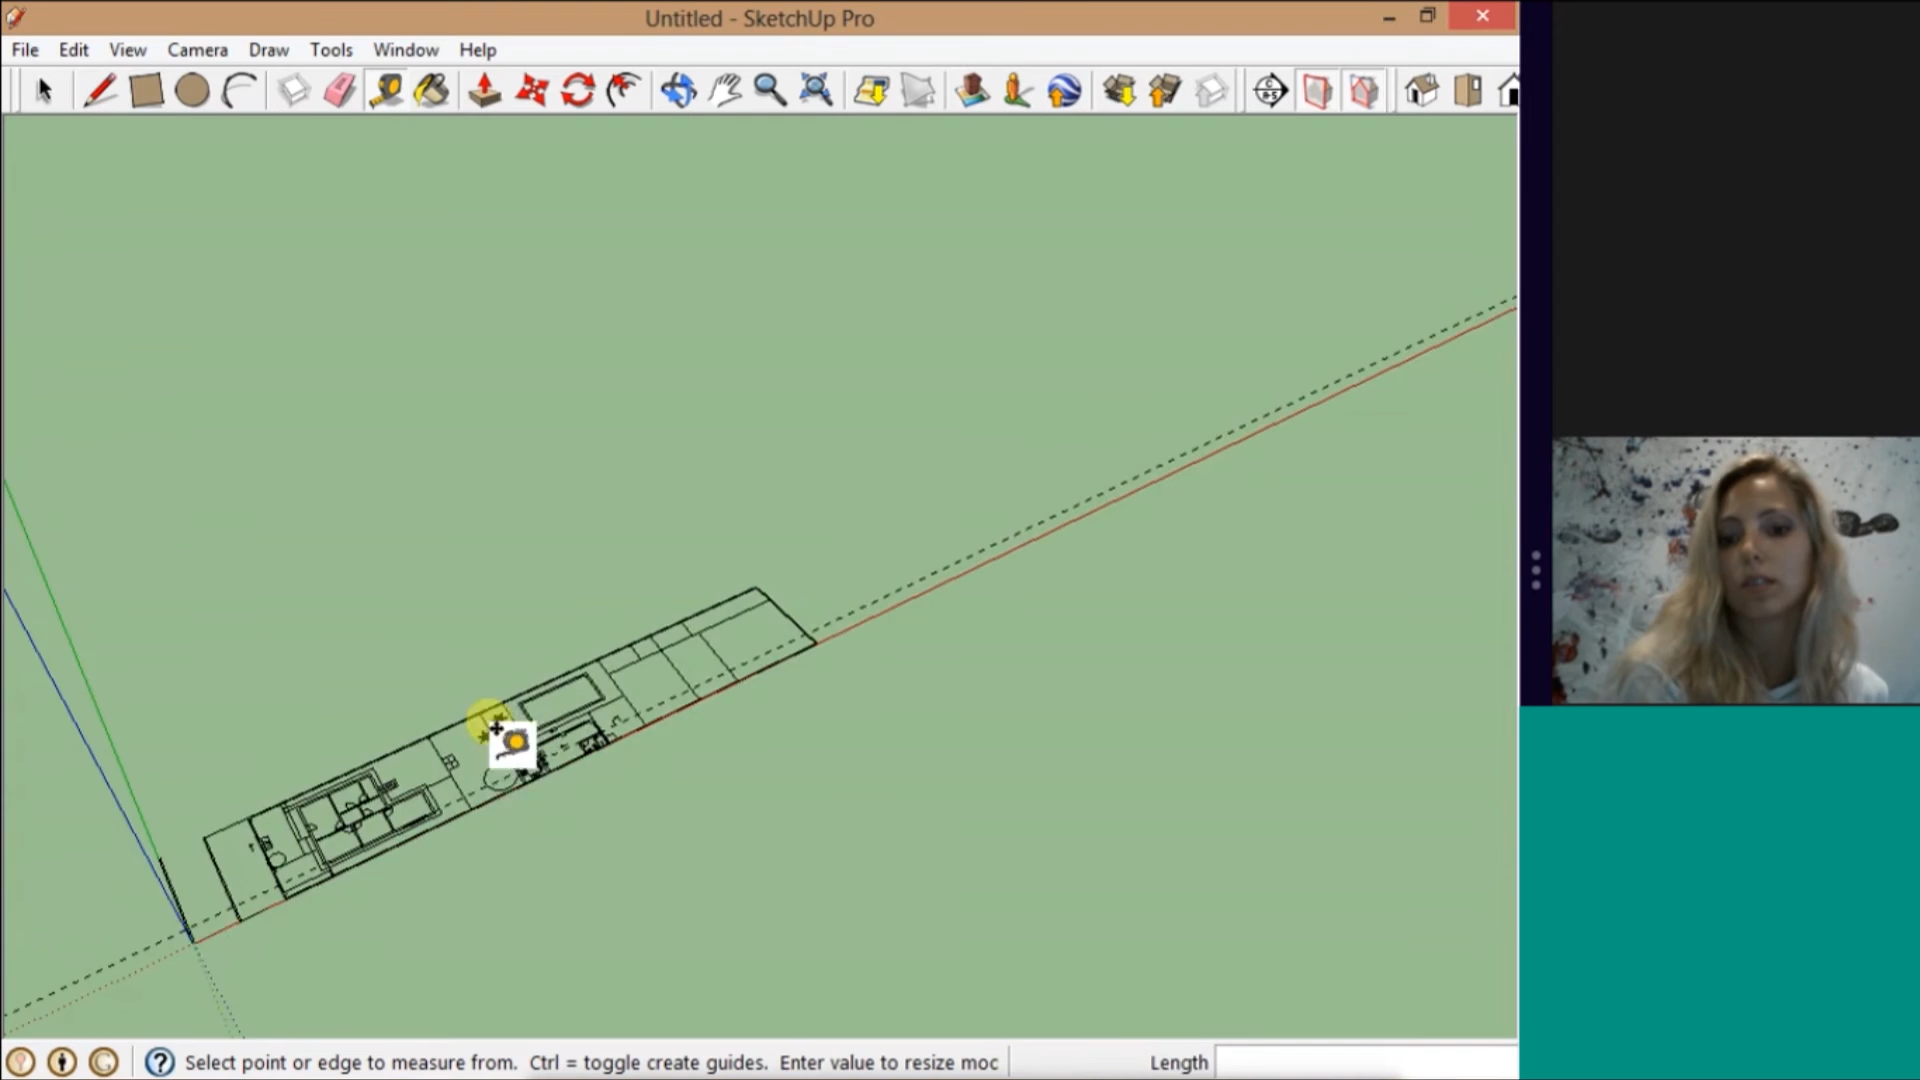 Untitled - SketchUp Pro
File Edit View Camera Draw Tools Window Help
Select point or edge to measure from. Ctrl = toggle create guides. Enter value to resize moc
Length